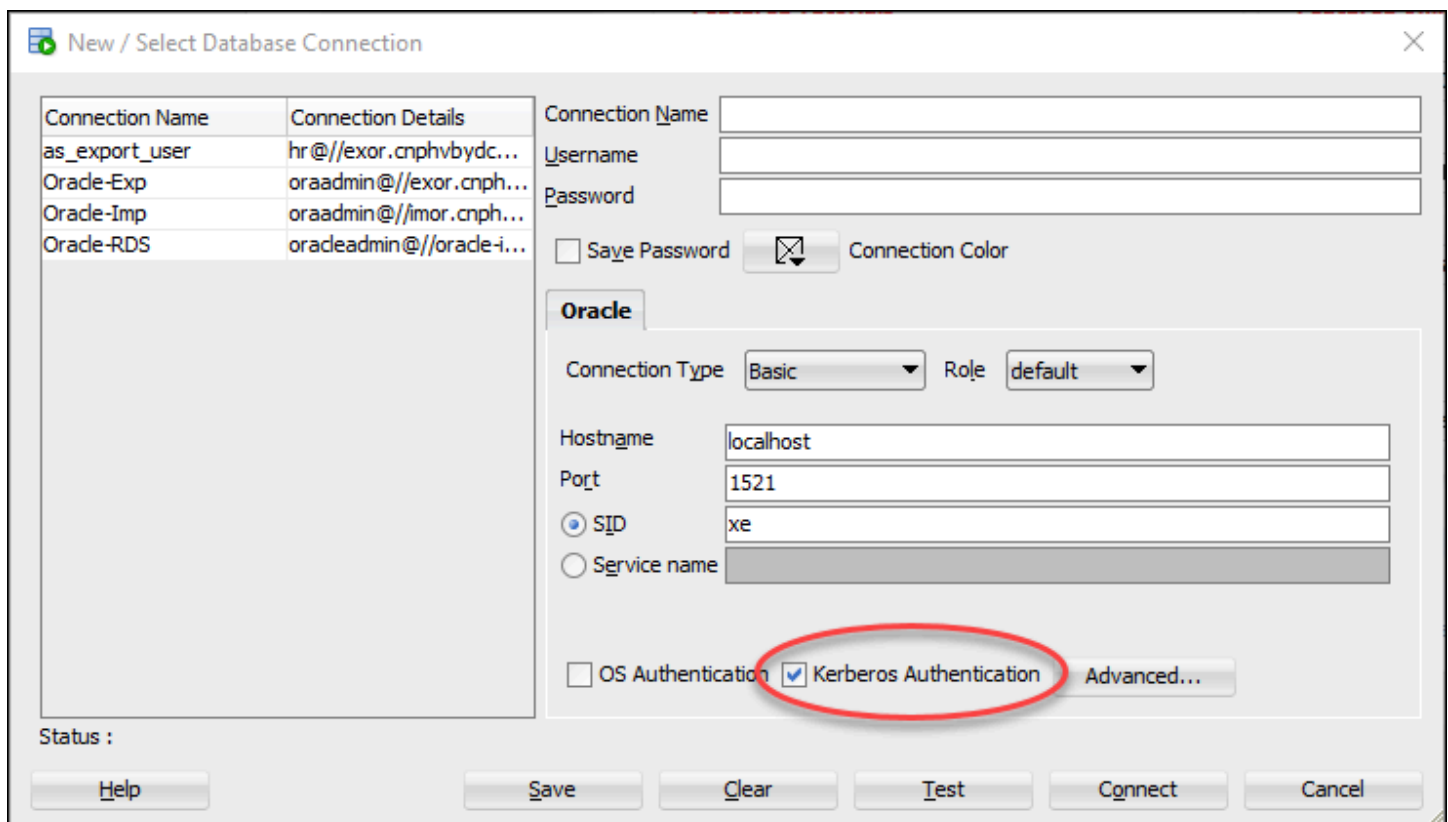 New / Select Database Connection
Connection Name Connection Details
as_export_user hr@//exor.cnphvbydc...
Oracle-Exp oraadmin@//exor.cnph...
Oracle-Imp oraadmin@//imor.cnph...
Oracle-RDS oracleadmin@//oracle-i...
Connection Name
Username
Password
Save Password Connection Color
Oracle
Connection Type Basic Role default
Hostname localhost
Port 1521
SID xe
Service name
OS Authentication Kerberos Authentication Advanced...
Status :
Help Save Clear Test Connect Cancel